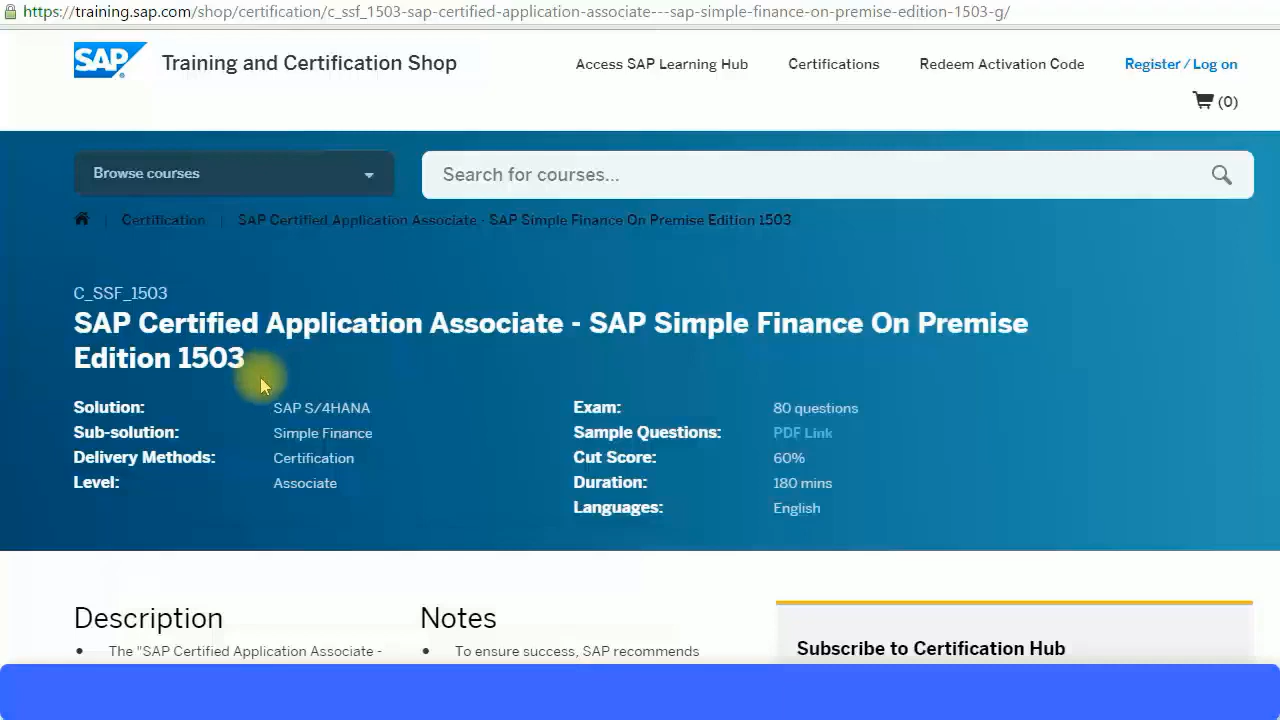 https://training.sap.com/shop/certification/c_ssf_1503-sap-certified-application-associate---sap-simple-finance-on-premise-edition-1503-g/
SAP Training and Certification Shop Access SAP Learning Hub Certifications Redeem Activation Code Register / Log on
(0)
Browse courses Search for courses...
Certification SAP Certified Application Associate - SAP Simple Finance On Premise Edition 1503
C_SSF_1503
SAP Certified Application Associate - SAP Simple Finance On Premise
Edition 1503
Solution: SAP S/4HANA Exam: 80 questions
Sub-solution: Simple Finance Sample Questions: PDF Link
Delivery Methods: Certification Cut Score: 60%
Level: Associate Duration: 180 mins
Languages: English
Description Notes
• The "SAP Certified Application Associate - • To ensure success, SAP recommends
Subscribe to Certification Hub